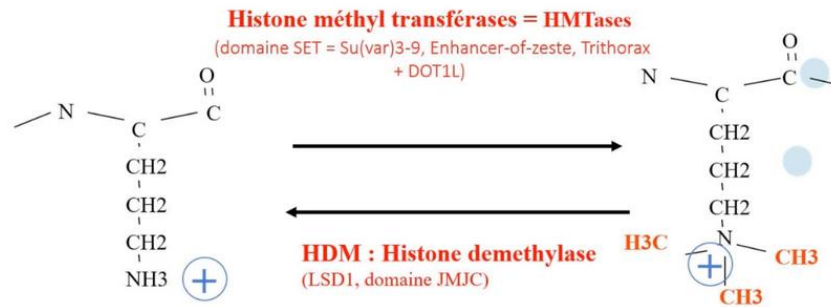 Histone méthyl transférases = HMTases
(domaine SET = Su(var)3-9, Enhancer-of-zeste, Trithorax
+ DOT1L)
O
N
C
C
CH2
CH2
CH2
NH3
+
HDM : Histone demethylase
(LSD1, domaine JMJC)
O
N
C
C
CH2
CH2
CH2
N
H3C
+
CH3
CH3